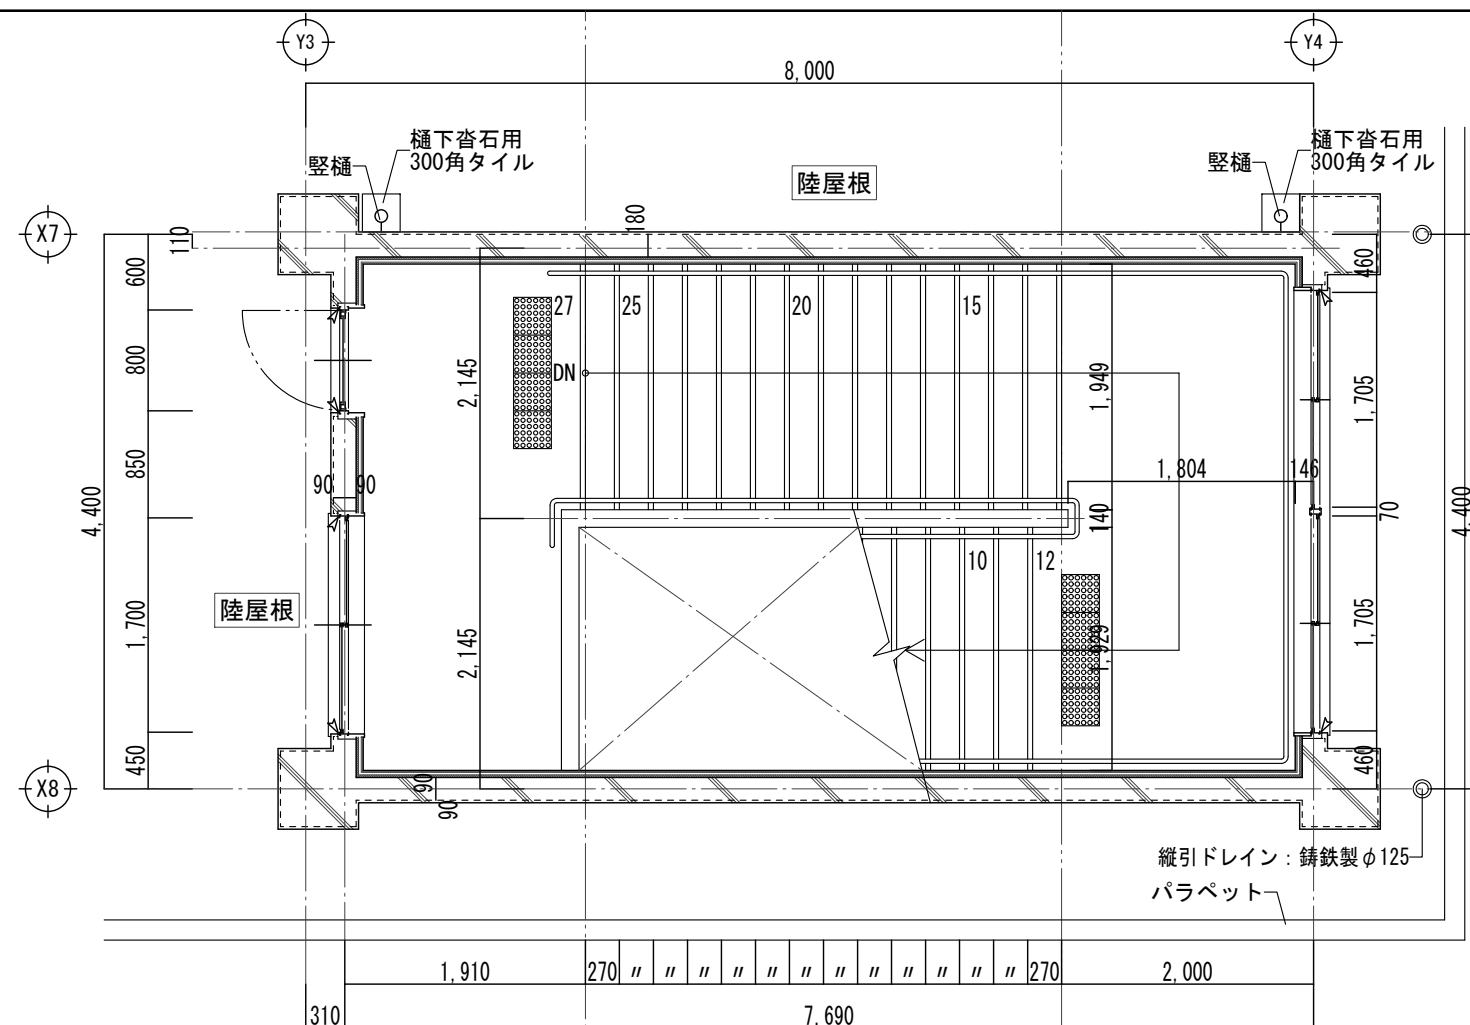 Y3
Y4
8,000
樋下沓石用
300角タイル
竪樋
陸屋根
樋下沓石用
300角タイル
竪樋
X7
110
180
600
460
27
25
20
15
800
2,145
DN
1,949
1,705
850
90
90
1,804
146
4,400
140
70
4,400
10
12
陸屋根
1,700
2,145
1,929
1,705
450
460
X8
90
90
縦引ドレイン：鋳鉄製φ125
パラペット
1,910
270 〃 〃 〃 〃 〃 〃 〃 〃 〃 〃 〃 〃 270
2,000
310
7,690